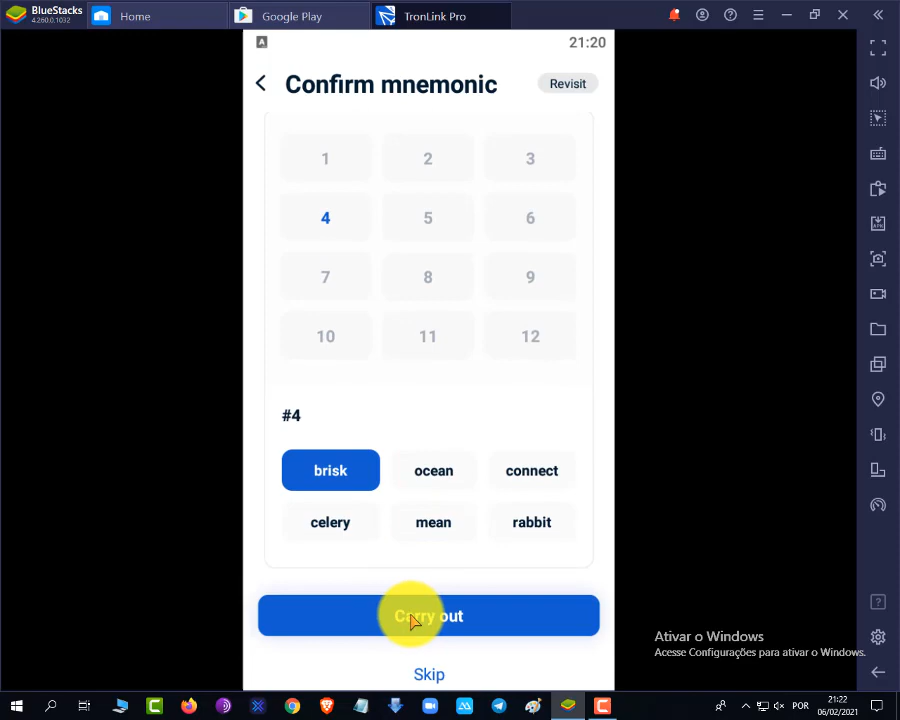 BlueStacks
4.260.0.1032
Home
Google Play
TronLink Pro
A
21:20
Confirm mnemonic
Revisit
1 2 3
4 5 6
7 8 9
10 11 12
#4
brisk ocean connect
celery mean rabbit
Carry out
Skip
Ativar o Windows
Acesse Configurações para ativar o Windows.
POR
21:22
06/02/2021